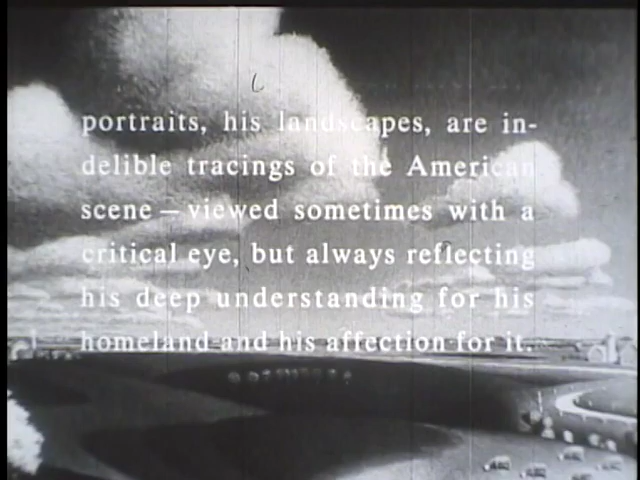 portraits, his landscapes, are in-
delible tracings of the American
scene — viewed sometimes with a
critical eye, but always reflecting
his deep understanding for his
homeland and his affection for it.